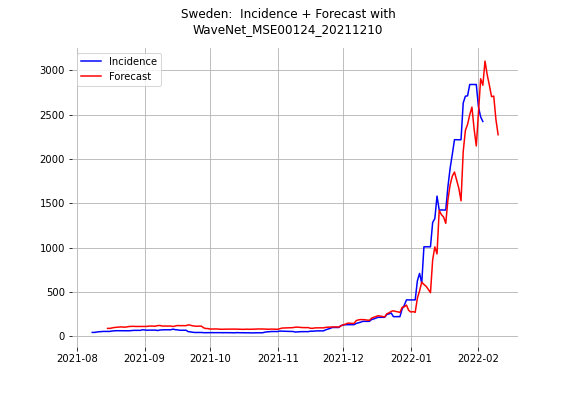 Sweden:  Incidence + Forecast with
WaveNet_MSE00124_20211210
Incidence
Forecast
3000
2500
2000
1500
1000
500
0
2021-08 2021-09 2021-10 2021-11 2021-12 2022-01 2022-02